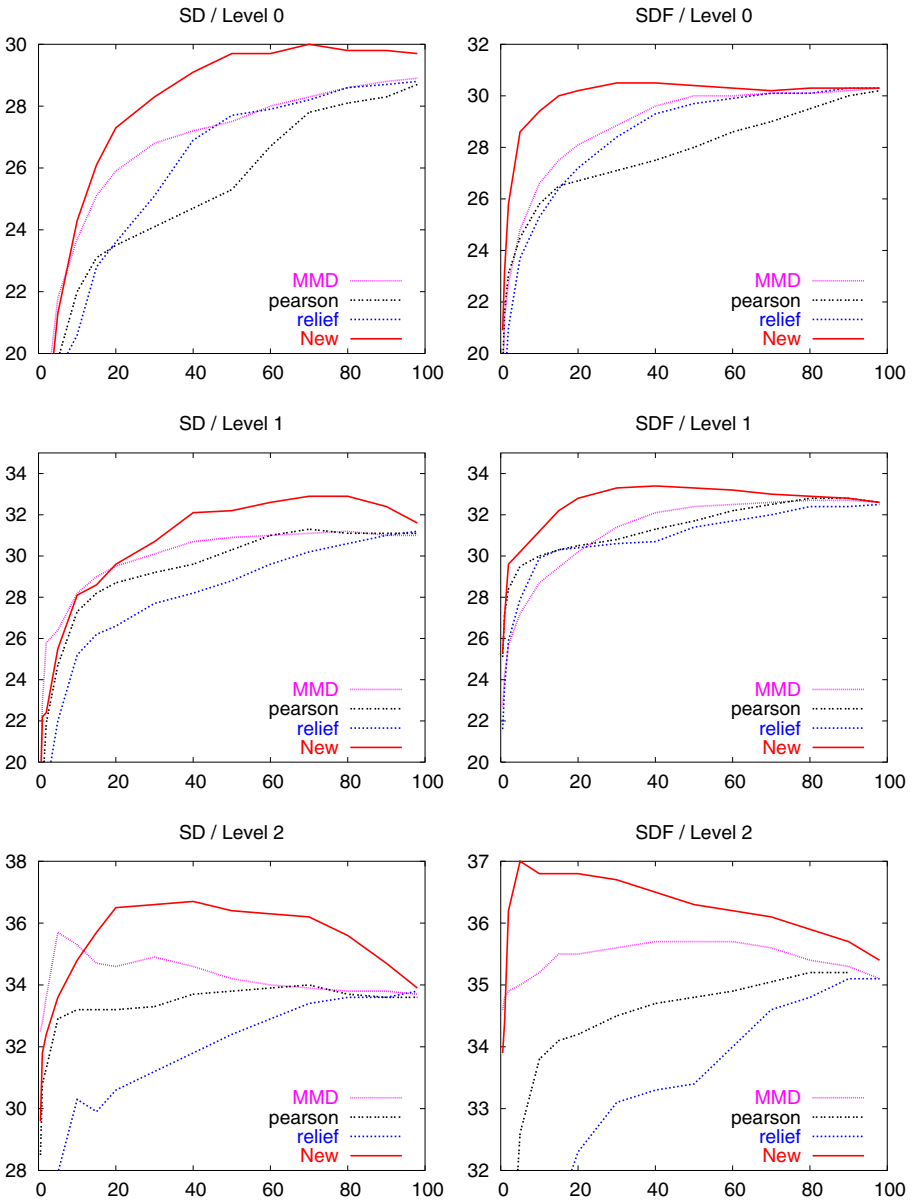 SD / Level 0
30
28
26
24
22
20
MMD
pearson
relief
New
0 20 40 60 80 100
SDF / Level 0
32
30
28
26
24
22
20
MMD
pearson
relief
New
0 20 40 60 80 100
SD / Level 1
34
32
30
28
26
24
22
20
MMD
pearson
relief
New
0 20 40 60 80 100
SDF / Level 1
34
32
30
28
26
24
22
20
MMD
pearson
relief
New
0 20 40 60 80 100
SD / Level 2
38
36
34
32
30
28
MMD
pearson
relief
New
0 20 40 60 80 100
SDF / Level 2
37
36
35
34
33
32
MMD
pearson
relief
New
0 20 40 60 80 100